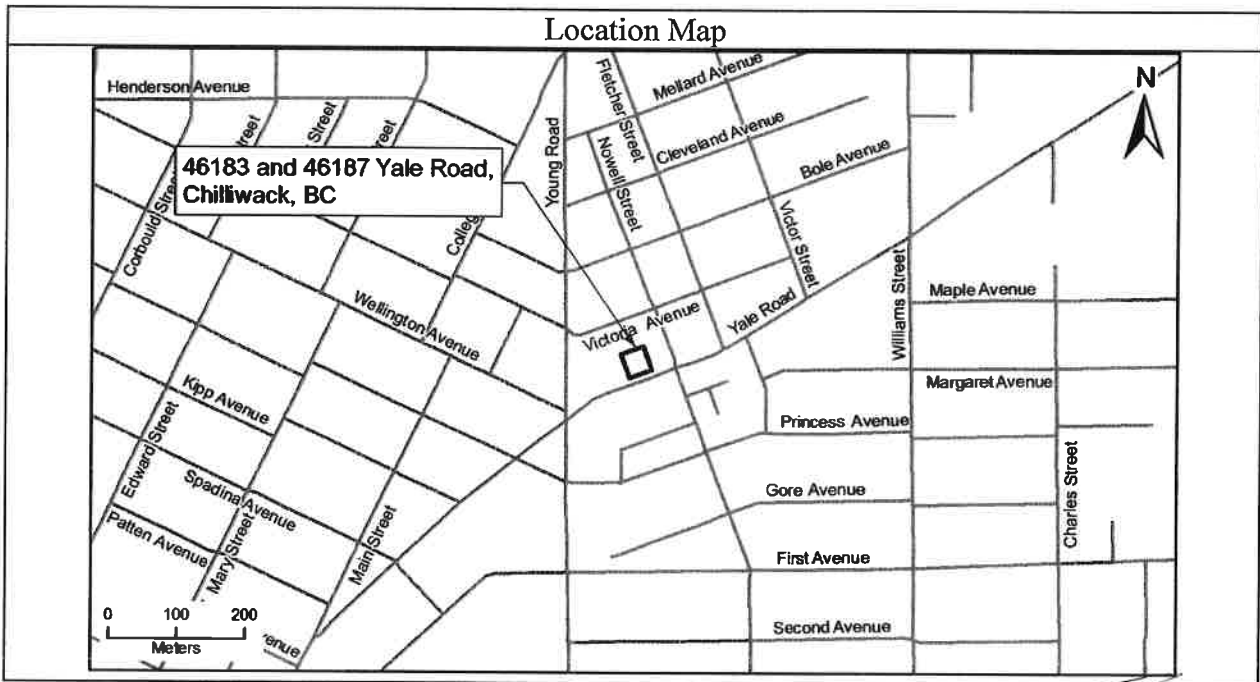 Location Map
Henderson Avenue
Street
Street
Street
Fletcher Street
Mellard Avenue
N
46183 and 46187 Yale Road,
Chilliwack, BC
Young Road
Nowell Street
Cleveland Avenue
Bole Avenue
Corbould Street
Victor Street
Wellington Avenue
Victoria Avenue
Yale Road
Williams Street
Maple Avenue
Kipp Avenue
Margaret Avenue
Princess Avenue
Edward Street
Spadina Avenue
Gore Avenue
Charles Street
Patten Avenue
Mary Street
Main Street
First Avenue
0 100 200
Meters
Second Avenue